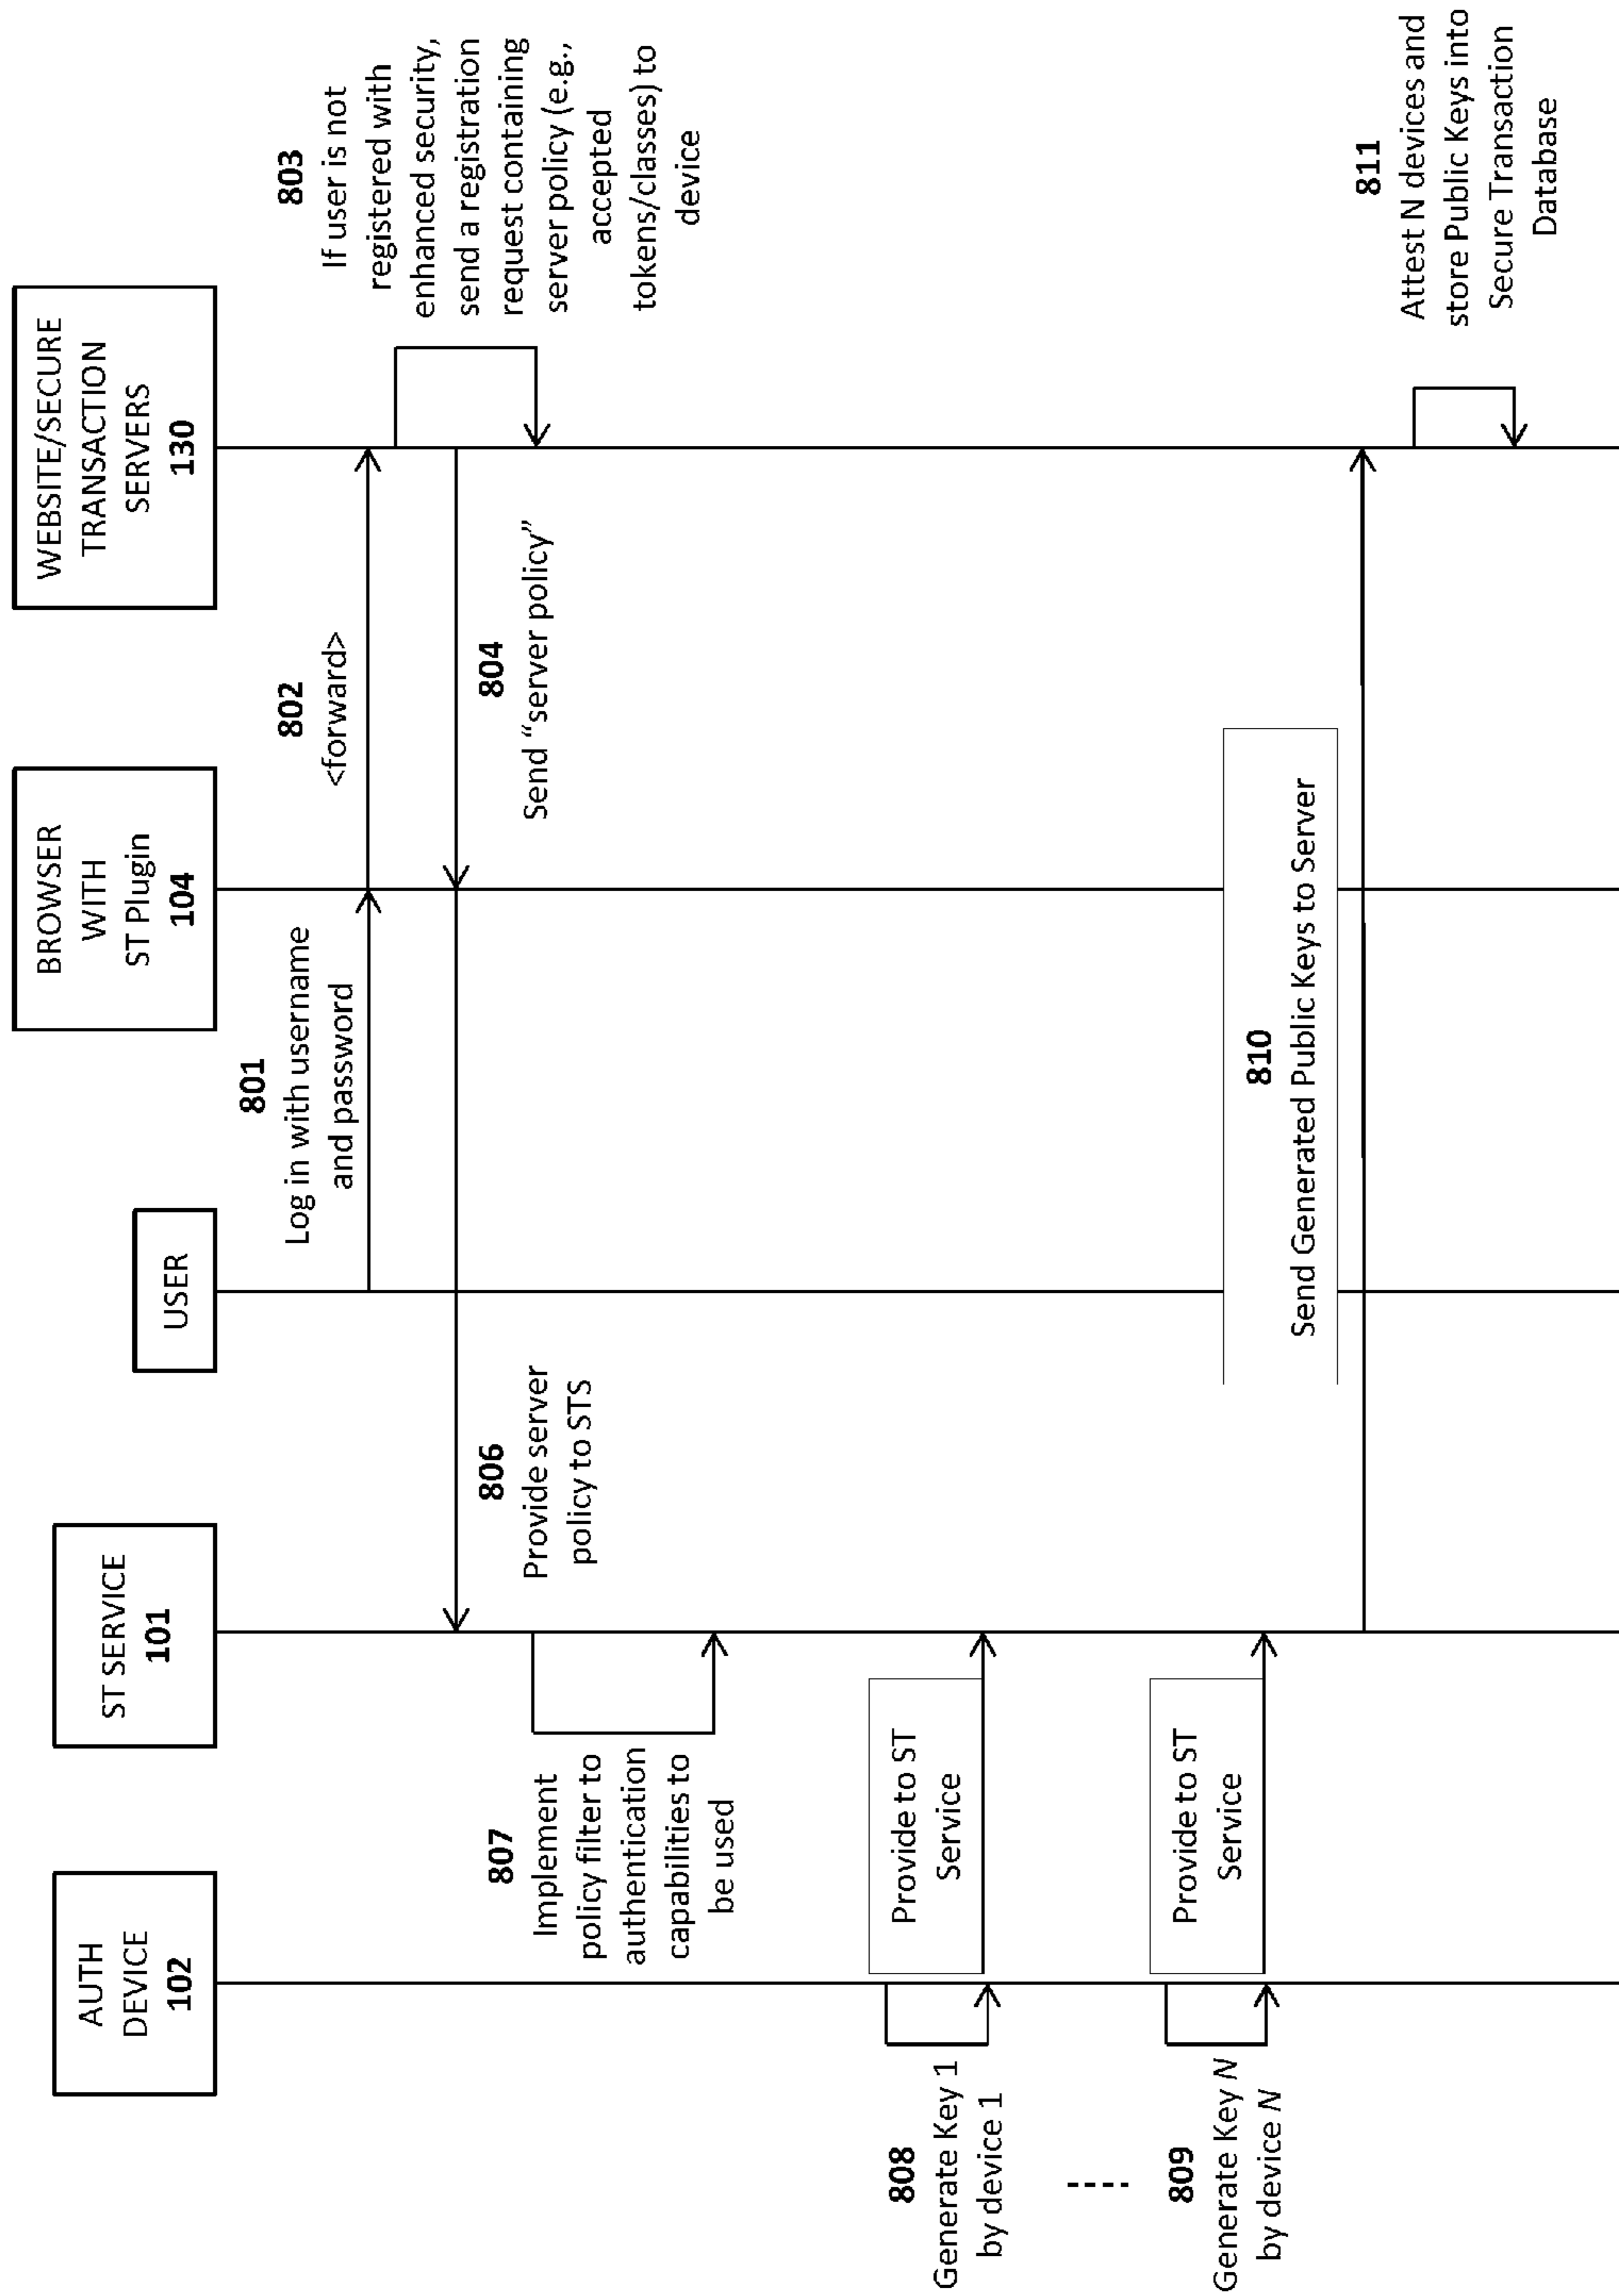 AUTH
DEVICE
102
ST SERVICE
101
USER
BROWSER
WITH
ST Plugin
104
WEBSITE/SECURE
TRANSACTION
SERVERS
130
801
Log in with username
and password
802
<forward>
803
If user is not
registered with
enhanced security,
send a registration
request containing
server policy (e.g.,
accepted
tokens/classes) to
device
804
Send “server policy”
806
Provide server
policy to STS
807
Implement
policy filter to
authentication
capabilities to
be used
808
Generate Key 1
by device 1
Provide to ST
Service
----
809
Generate Key N
by device N
Provide to ST
Service
810
Send Generated Public Keys to Server
811
Attest N devices and
store Public Keys into
Secure Transaction
Database